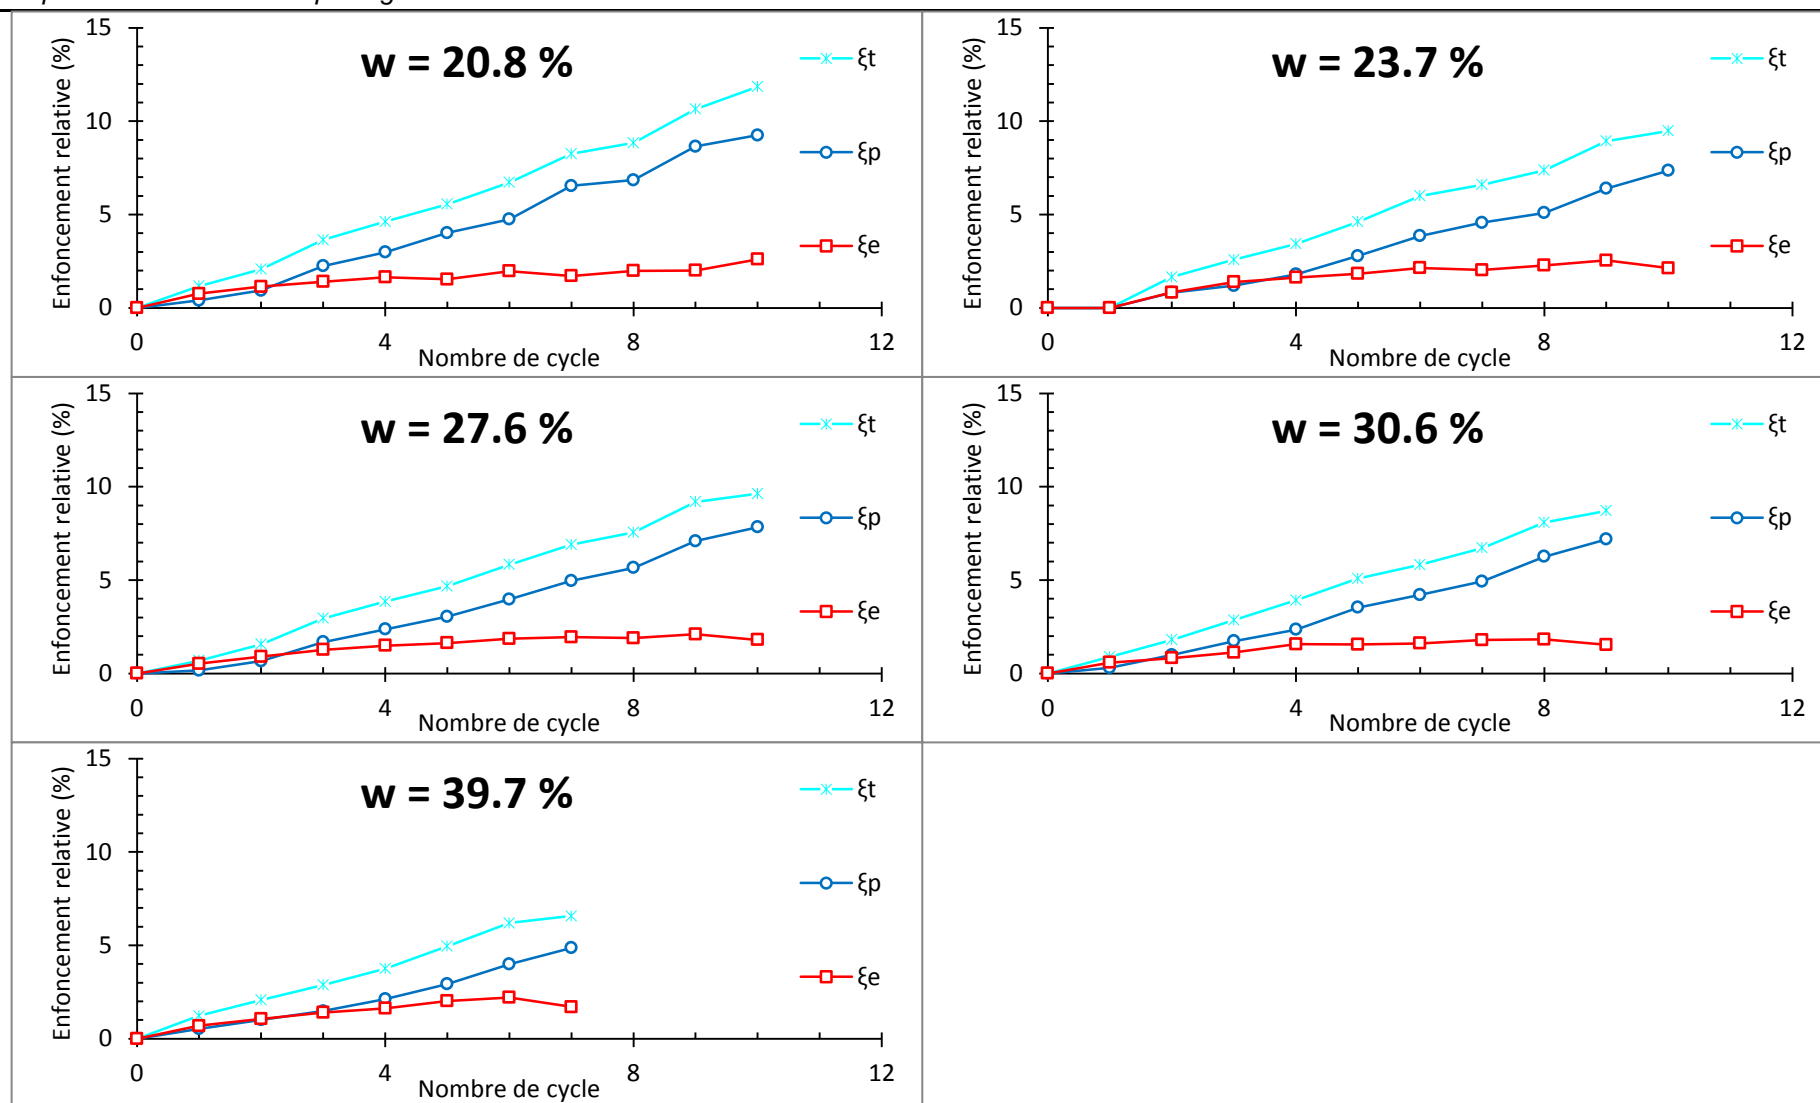 w = 20.8 %
Enfoncement relative (%)
15
10
5
0
0
4
8
12
Nombre de cycle
ξt
ξp
ξe
w = 23.7 %
Enfoncement relative (%)
15
10
5
0
0
4
8
12
Nombre de cycle
ξt
ξp
ξe
w = 27.6 %
Enfoncement relative (%)
15
10
5
0
0
4
8
12
Nombre de cycle
ξt
ξp
ξe
w = 30.6 %
Enfoncement relative (%)
15
10
5
0
0
4
8
12
Nombre de cycle
ξt
ξp
ξe
w = 39.7 %
Enfoncement relative (%)
15
10
5
0
0
4
8
12
Nombre de cycle
ξt
ξp
ξe